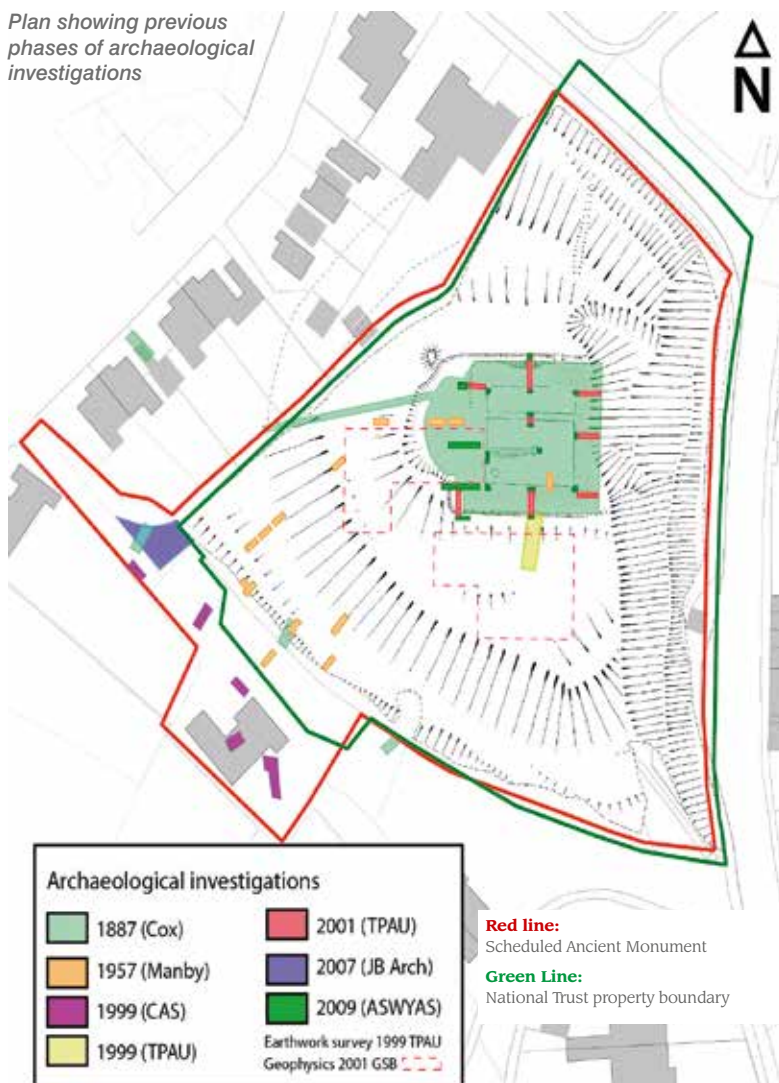 Plan showing previous
phases of archaeological
investigations
N
Archaeological investigations
1887 (Cox)
1957 (Manby)
1999 (CAS)
1999 (TPAU)
2001 (TPAU)
2007 (JB Arch)
2009 (ASWYAS)
Earthwork survey 1999 TPAU
Geophysics 2001 GSB
Red line:
Scheduled Ancient Monument
Green Line:
National Trust property boundary